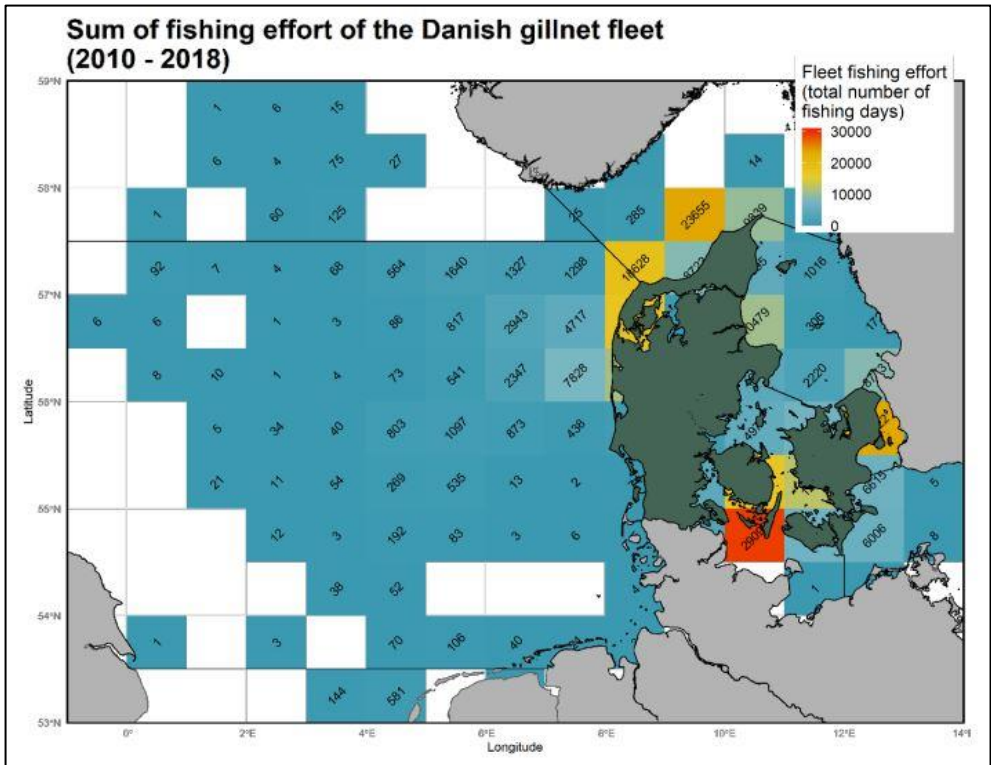 Sum of fishing effort of the Danish gillnet fleet
(2010 - 2018)
Fleet fishing effort
(total number of
fishing days)
30000
20000
10000
0
59°N
1 6 15
6 4 75 27 14
58°N
1 60 125 25 285 23655
92 7 4 68 564 1640 1327 1298 1016
57°N
6 6 1 3 86 817 2943 4717
8 10 1 4 73 541 2347 7828 2220
56°N
5 34 40 803 1097 873 436
21 11 54 269 535 13 2 6615 5
55°N
12 3 192 83 3 6 6006 8
38 52 4 1
54°N
1 3 70 106 40
144 581
53°N
0° 2°E 4°E 6°E 8°E 10°E 12°E
Latitude
Longitude